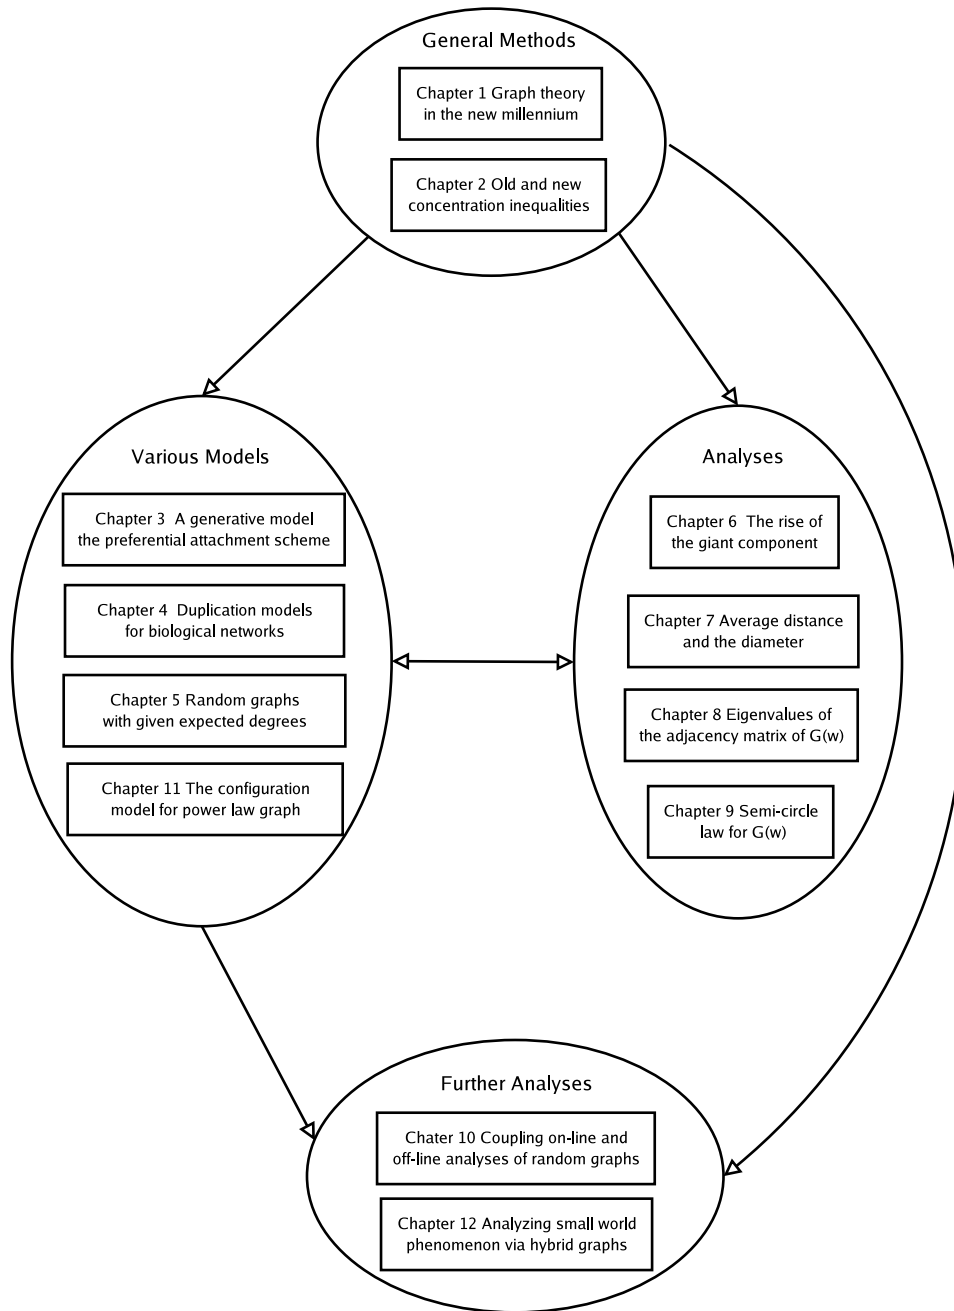 General Methods
Chapter 1 Graph theory
in the new millennium
Chapter 2 Old and new
concentration inequalities
Various Models
Chapter 3 A generative model
the preferential attachment scheme
Chapter 4 Duplication models
for biological networks
Chapter 5 Random graphs
with given expected degrees
Chapter 11 The configuration
model for power law graph
Analyses
Chapter 6 The rise of
the giant component
Chapter 7 Average distance
and the diameter
Chapter 8 Eigenvalues of
the adjacency matrix of G(w)
Chapter 9 Semi-circle
law for G(w)
Further Analyses
Chater 10 Coupling on-line and
off-line analyses of random graphs
Chapter 12 Analyzing small world
phenomenon via hybrid graphs